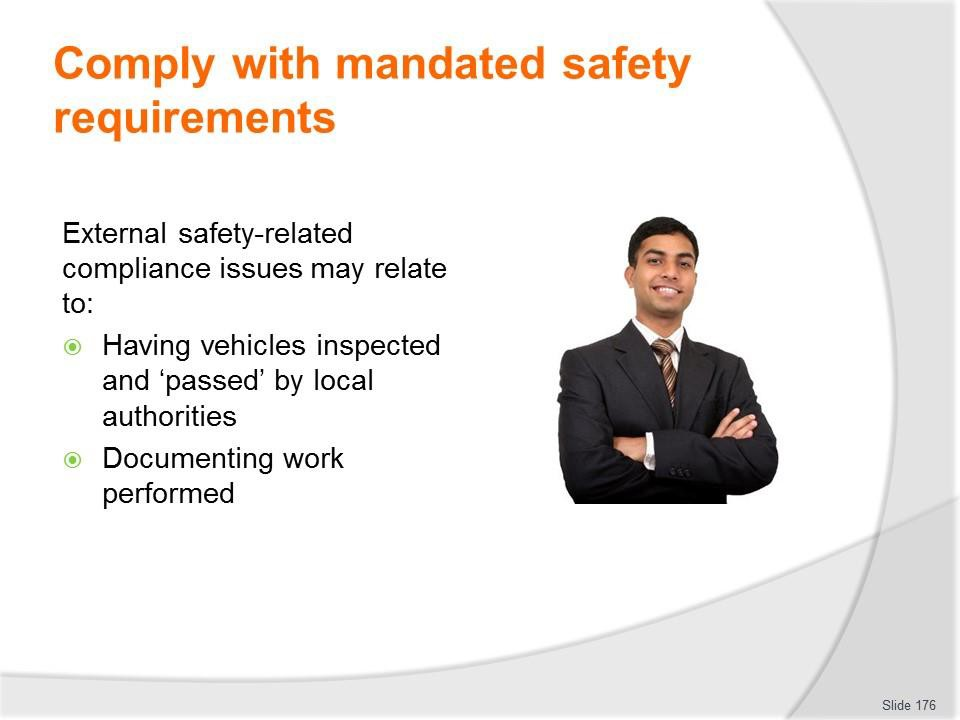 Comply with mandated safety
requirements
External safety-related
compliance issues may relate
to:
Having vehicles inspected
and ‘passed’ by local
authorities
Documenting work
performed
Slide 176